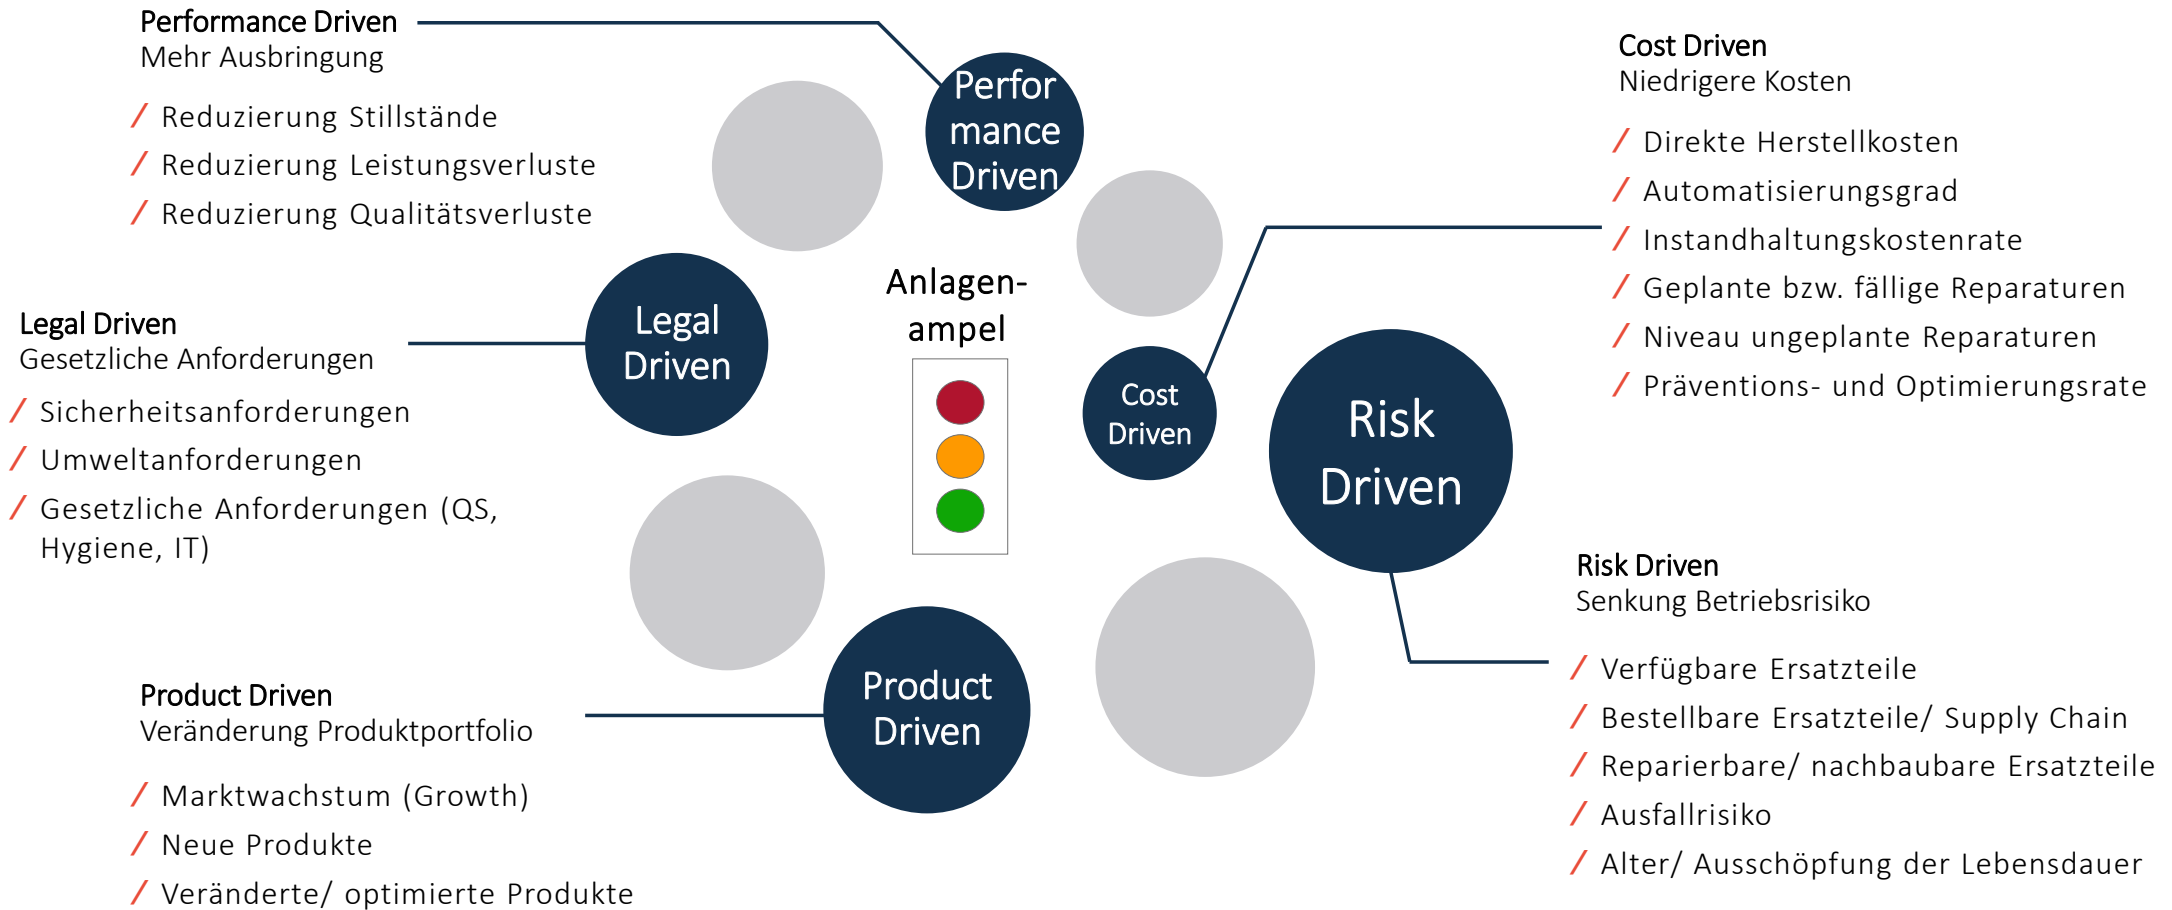 Performance Driven
Mehr Ausbringung
/ Reduzierung Stillstände
/ Reduzierung Leistungsverluste
/ Reduzierung Qualitätsverluste
Legal Driven
Gesetzliche Anforderungen
/ Sicherheitsanforderungen
/ Umweltanforderungen
/ Gesetzliche Anforderungen (QS,
Hygiene, IT)
Product Driven
Veränderung Produktportfolio
/ Marktwachstum (Growth)
/ Neue Produkte
/ Veränderte/ optimierte Produkte
Perfor
mance
Driven
Legal
Driven
Anlagen-
ampel
Cost
Driven
Risk
Driven
Product
Driven
Cost Driven
Niedrigere Kosten
/ Direkte Herstellkosten
/ Automatisierungsgrad
/ Instandhaltungskostenrate
/ Geplante bzw. fällige Reparaturen
/ Niveau ungeplante Reparaturen
/ Präventions- und Optimierungsrate
Risk Driven
Senkung Betriebsrisiko
/ Verfügbare Ersatzteile
/ Bestellbare Ersatzteile/ Supply Chain
/ Reparierbare/ nachbaubare Ersatzteile
/ Ausfallrisiko
/ Alter/ Ausschöpfung der Lebensdauer